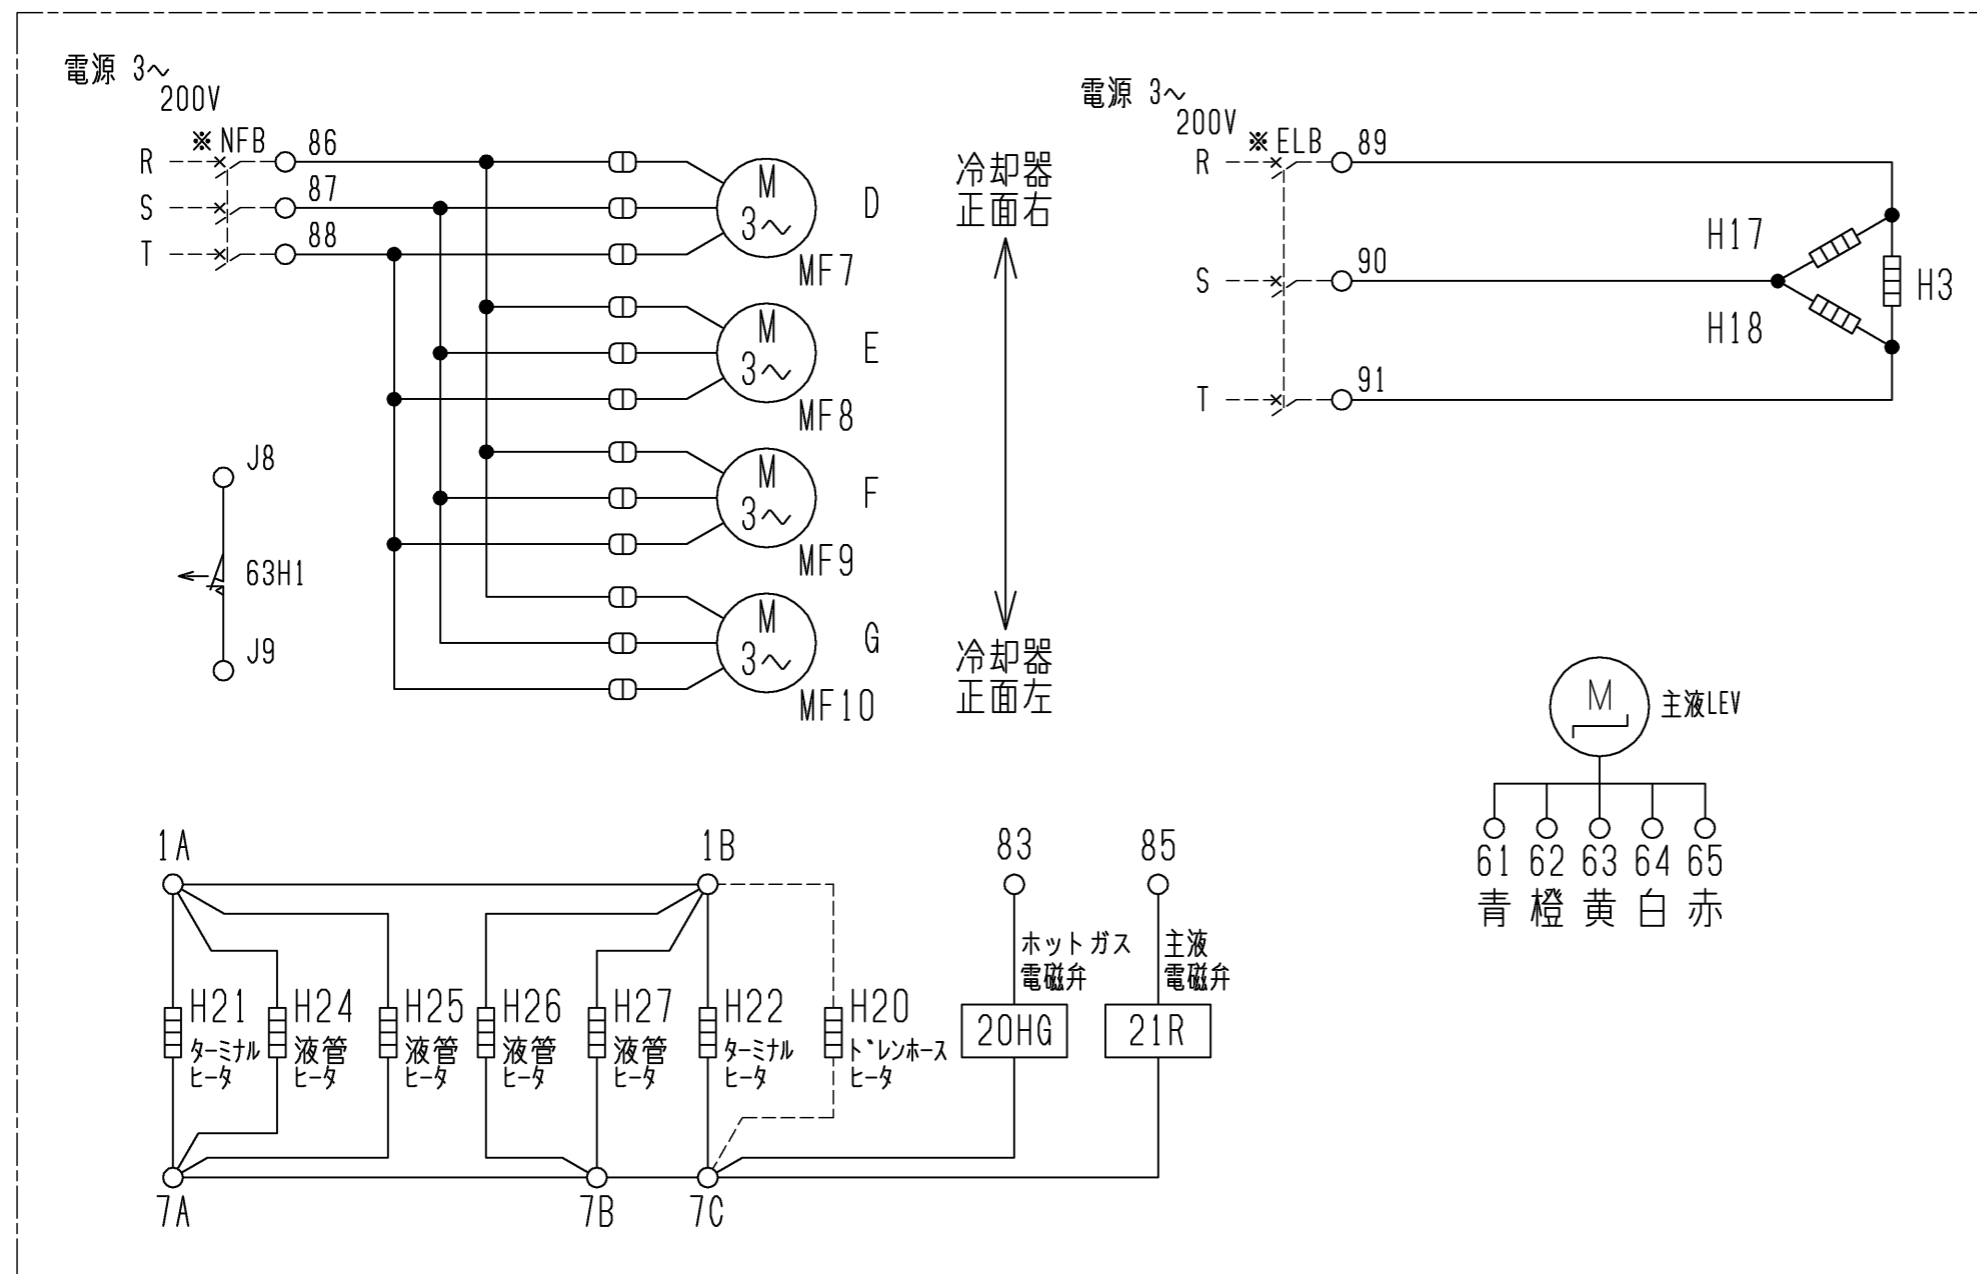 電源 3～
200V
※NFB
R
86
S
87
T
88
M
3～
D
MF7
M
3～
E
MF8
M
3～
F
MF9
M
3～
G
MF10
冷却器
正面右
冷却器
正面左
J8
63H1
J9
電源 3～
200V
※ELB
R
89
S
90
T
91
H17
H18
H3
M
主液LEV
61 62 63 64 65
青 橙 黄 白 赤
1A
1B
83
85
ホットガス
電磁弁
主液
電磁弁
H21
ターミナル
ヒータ
H24
液管
ヒータ
H25
液管
ヒータ
H26
液管
ヒータ
H27
液管
ヒータ
H22
ターミナル
ヒータ
H20
ドレンホース
ヒータ
20HG
21R
7A
7B
7C